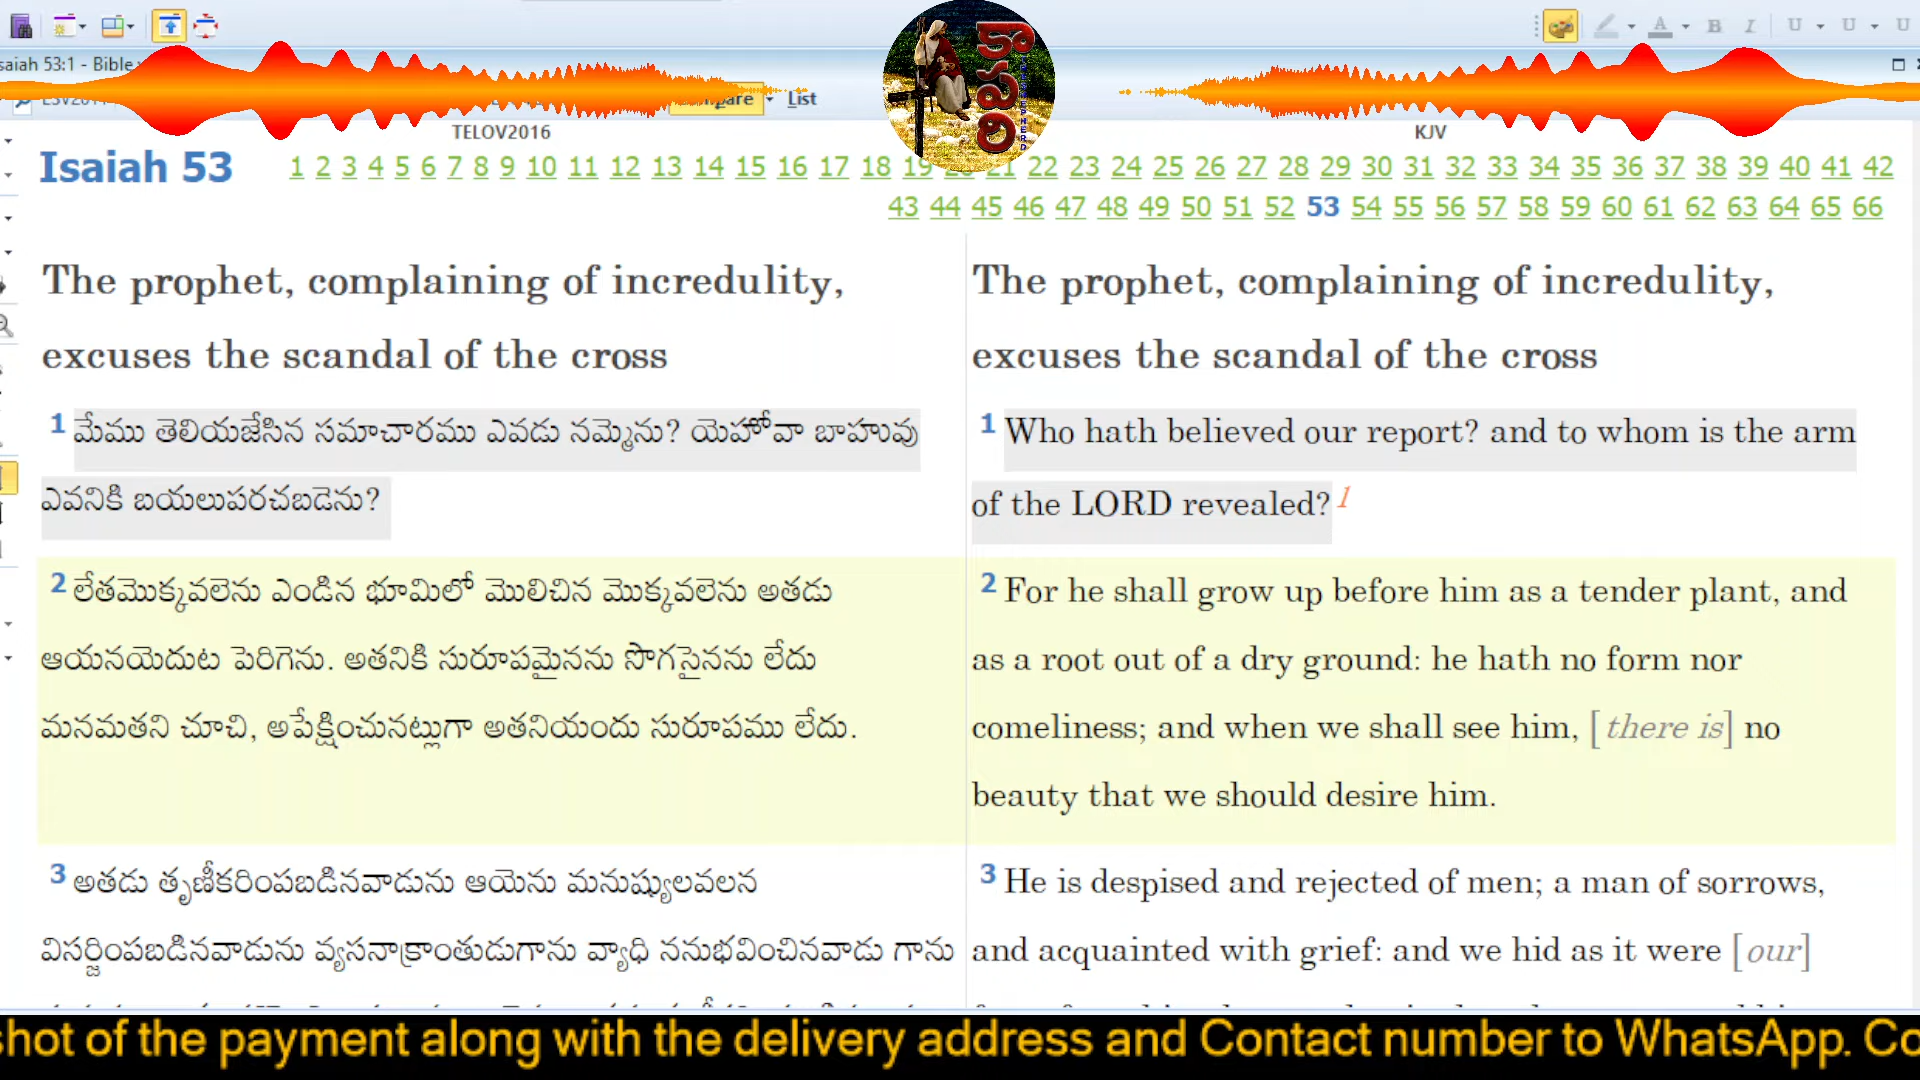 Isaiah 53:1 - Bible
List
TELOV2016
KJV
Isaiah 53
1 2 3 4 5 6 7 8 9 10 11 12 13 14 15 16 17 18 19 20 21 22 23 24 25 26 27 28 29 30 31 32 33 34 35 36 37 38 39 40 41 42
43 44 45 46 47 48 49 50 51 52 53 54 55 56 57 58 59 60 61 62 63 64 65 66
The prophet, complaining of incredulity,
excuses the scandal of the cross
1 మేము తెలియజేసిన సమాచారము ఎవడు నమ్మెను? యెహోవా బాహువు
ఎవనికి బయలుపరచబడెను?
2 లేతమొక్కవలెను ఎండిన భూమిలో మొలిచిన మొక్కవలెను అతడు
ఆయనయెదుట పెరిగెను. అతనికి సురూపమైనను సొగసైనను లేదు
మనమతని చూచి, అపేక్షించునట్లుగా అతనియందు సురూపము లేదు.
3 అతడు తృణీకరింపబడినవాడును ఆయెను మనుష్యులవలన
విసర్జింపబడినవాడును వ్యసనాక్రాంతుడుగాను వ్యాధి ననుభవించినవాడు గాను
The prophet, complaining of incredulity,
excuses the scandal of the cross
1 Who hath believed our report? and to whom is the arm
of the LORD revealed? 1
2 For he shall grow up before him as a tender plant, and
as a root out of a dry ground: he hath no form nor
comeliness; and when we shall see him, [there is] no
beauty that we should desire him.
3 He is despised and rejected of men; a man of sorrows,
and acquainted with grief: and we hid as it were [our]
కాపరి
shot of the payment along with the delivery address and Contact number to WhatsApp. Co